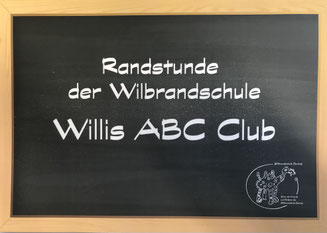 Randstunde
der Wilbrandschule
Willis ABC Club